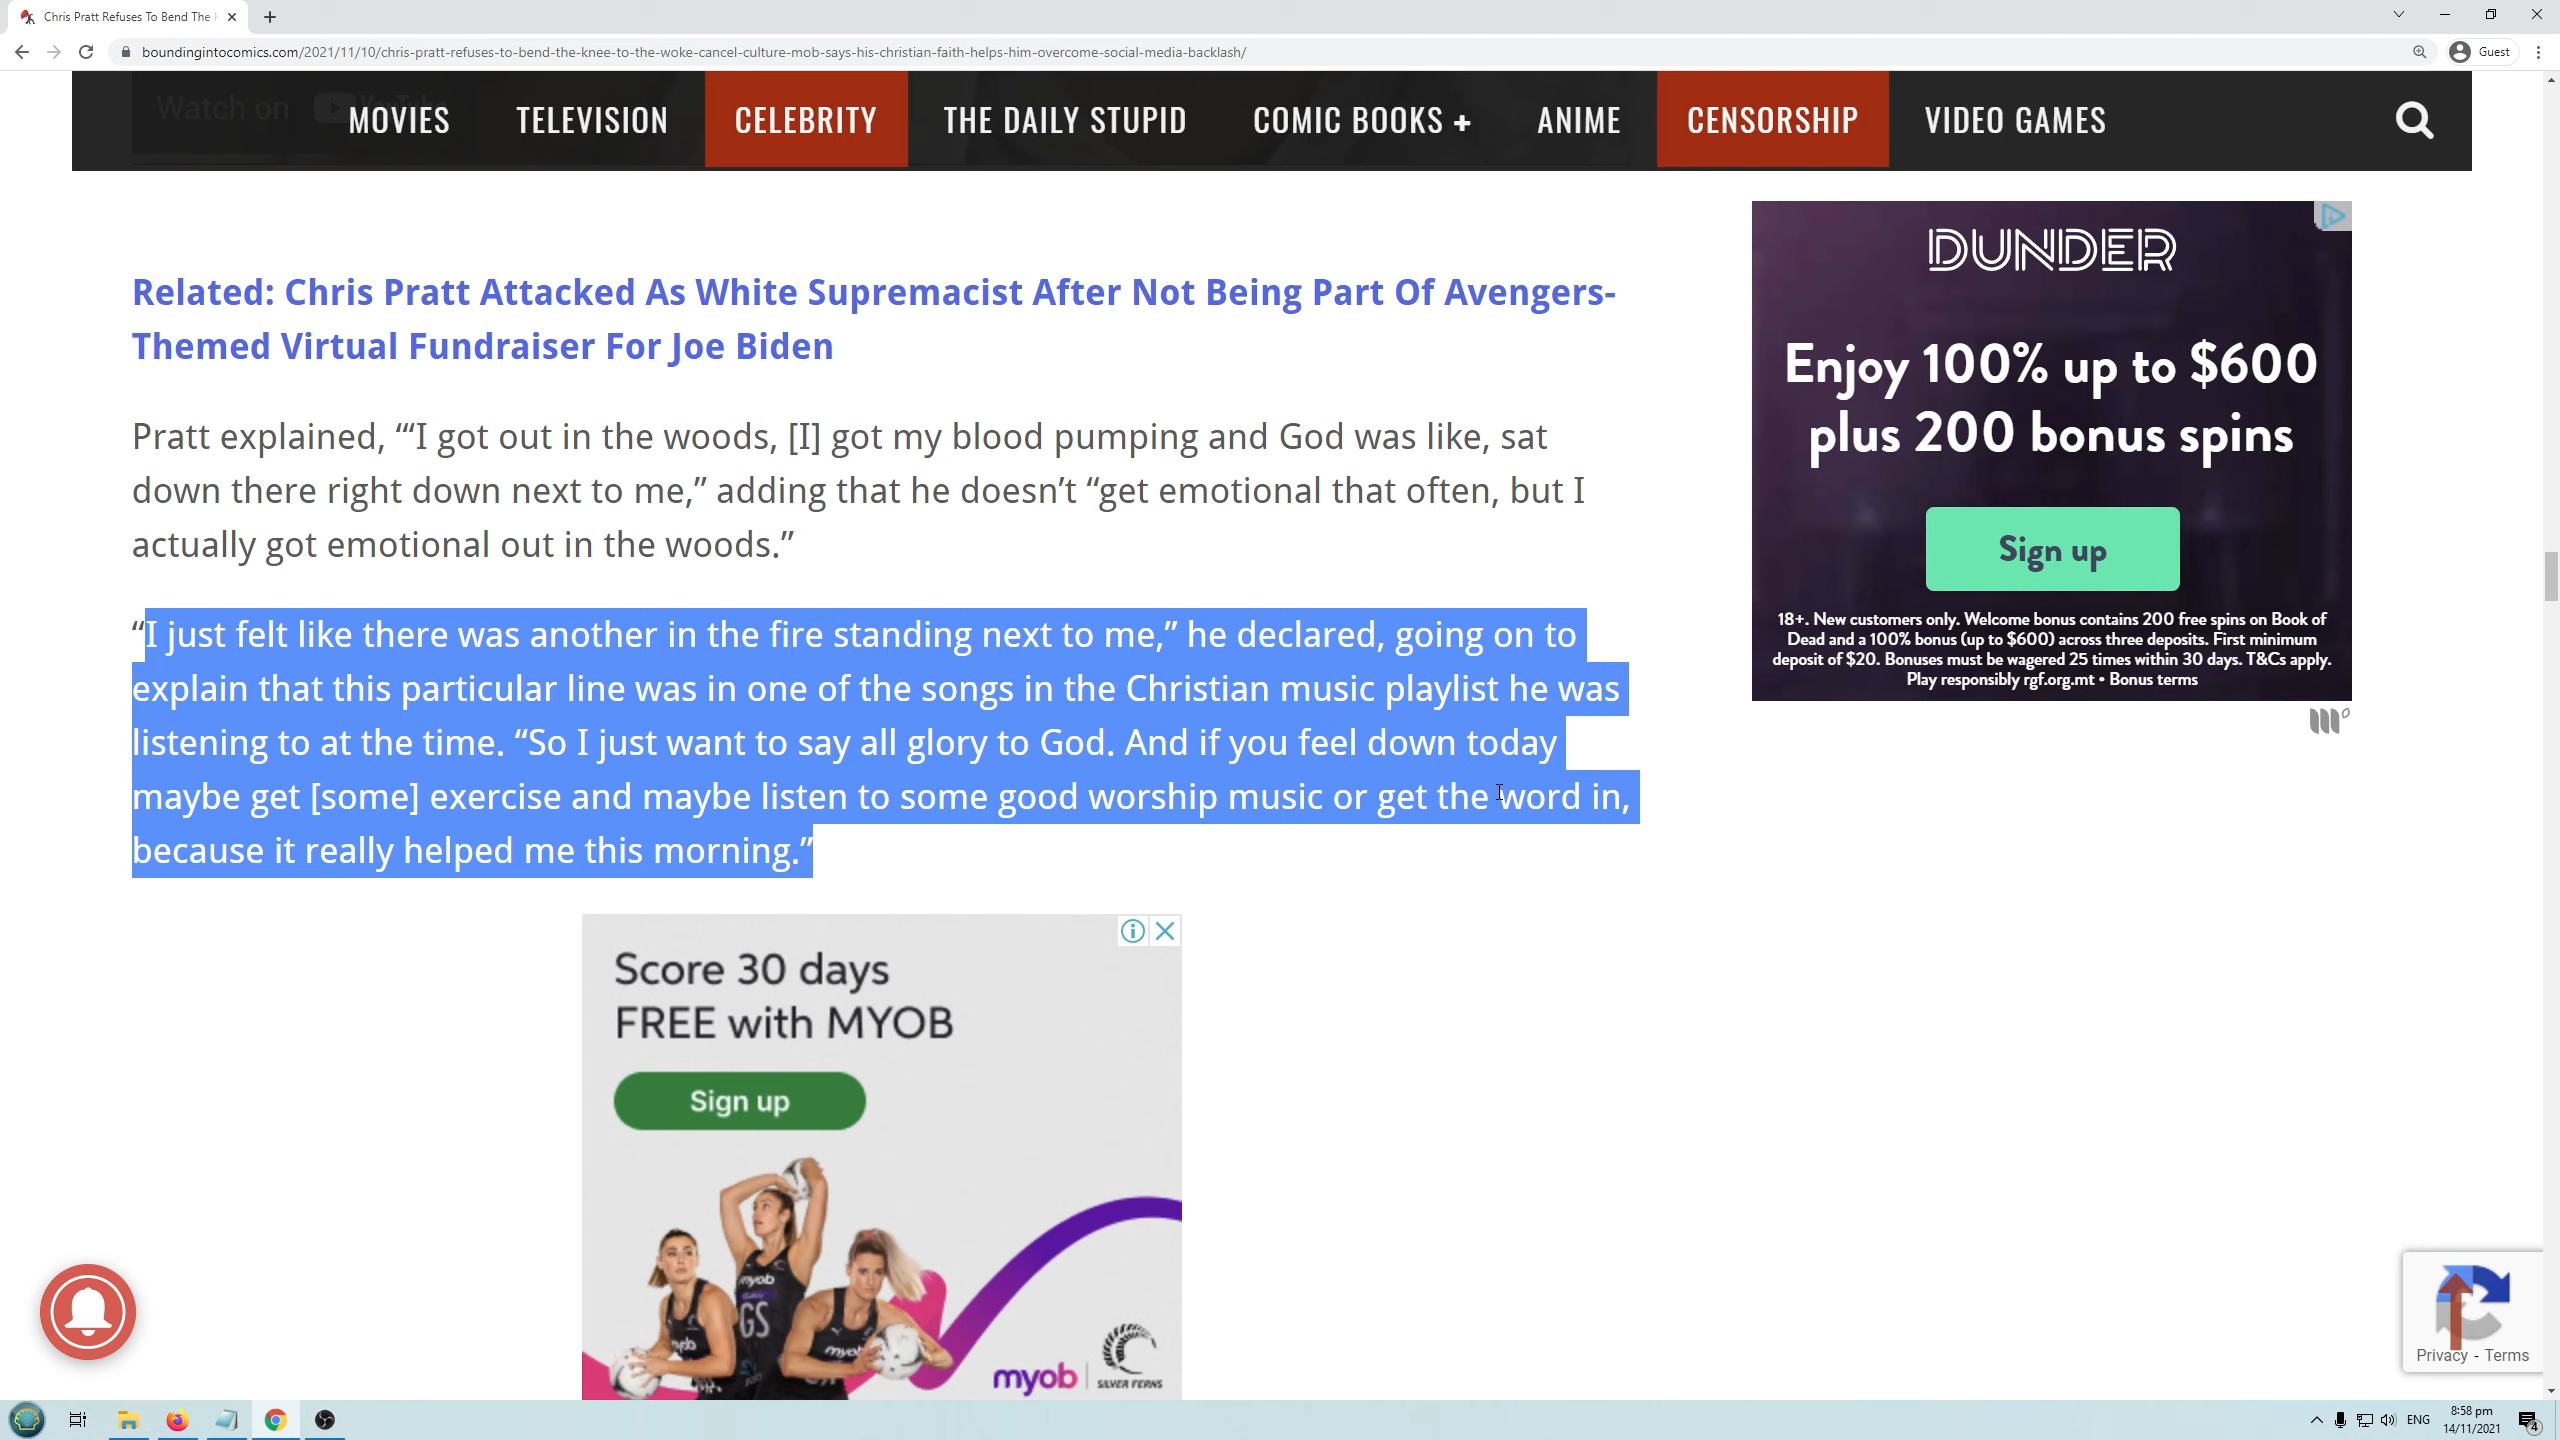 Chris Pratt Refuses To Bend The
boundingintocomics.com/2021/11/10/chris-pratt-refuses-to-bend-the-knee-to-the-woke-cancel-culture-mob-says-his-christian-faith-helps-him-overcome-social-media-backlash/
Guest
Watch on YouTube
MOVIES TELEVISION CELEBRITY THE DAILY STUPID COMIC BOOKS + ANIME CENSORSHIP VIDEO GAMES
Related: Chris Pratt Attacked As White Supremacist After Not Being Part Of Avengers-
Themed Virtual Fundraiser For Joe Biden
Pratt explained, “‘I got out in the woods, [I] got my blood pumping and God was like, sat
down there right down next to me,” adding that he doesn’t “get emotional that often, but I
actually got emotional out in the woods.”
“I just felt like there was another in the fire standing next to me,” he declared, going on to
explain that this particular line was in one of the songs in the Christian music playlist he was
listening to at the time. “So I just want to say all glory to God. And if you feel down today
maybe get [some] exercise and maybe listen to some good worship music or get the word in,
because it really helped me this morning.”
DUNDER
Enjoy 100% up to $600
plus 200 bonus spins
Sign up
18+. New customers only. Welcome bonus contains 200 free spins on Book of
Dead and a 100% bonus (up to $600) across three deposits. First minimum
deposit of $20. Bonuses must be wagered 25 times within 30 days. T&Cs apply.
Play responsibly rgf.org.mt • Bonus terms
Score 30 days
FREE with MYOB
Sign up
myob
GS
myob
myob
myob
SILVER FERNS
Privacy - Terms
ENG
8:58 pm
14/11/2021
4